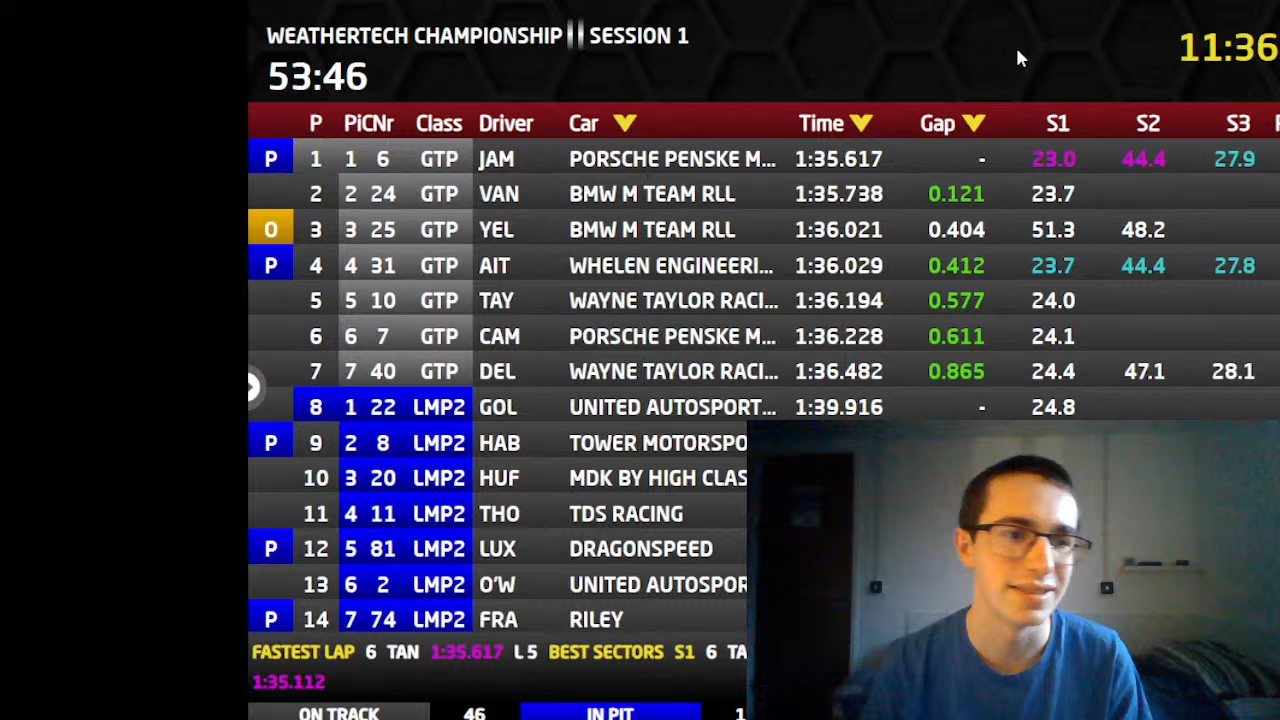 WEATHERTECH CHAMPIONSHIP || SESSION 1
11:36
53:46
P PiC Nr Class Driver Car Time Gap S1 S2 S3
P 1 1 6 GTP JAM PORSCHE PENSKE M... 1:35.617 - 23.0 44.4 27.9
2 2 24 GTP VAN BMW M TEAM RLL 1:35.738 0.121 23.7
O 3 3 25 GTP YEL BMW M TEAM RLL 1:36.021 0.404 51.3 48.2
P 4 4 31 GTP AIT WHELEN ENGINEERI... 1:36.029 0.412 23.7 44.4 27.8
5 5 10 GTP TAY WAYNE TAYLOR RACI... 1:36.194 0.577 24.0
6 6 7 GTP CAM PORSCHE PENSKE M... 1:36.228 0.611 24.1
7 7 40 GTP DEL WAYNE TAYLOR RACI... 1:36.482 0.865 24.4 47.1 28.1
8 1 22 LMP2 GOL UNITED AUTOSPORT... 1:39.916 - 24.8
P 9 2 8 LMP2 HAB TOWER MOTORSPO
10 3 20 LMP2 HUF MDK BY HIGH CLAS
11 4 11 LMP2 THO TDS RACING
P 12 5 81 LMP2 LUX DRAGONSPEED
13 6 2 LMP2 O'W UNITED AUTOSPOR
P 14 7 74 LMP2 FRA RILEY
FASTEST LAP 6 TAN 1:35.617 L 5 BEST SECTORS S1 6 TA
1:35.112
ON TRACK 46 IN PIT 1